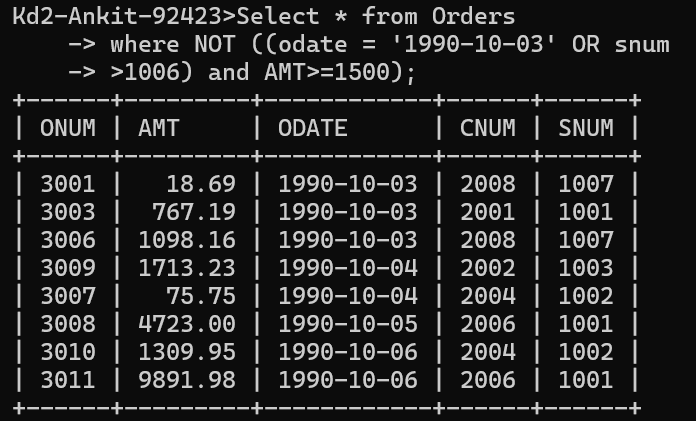 Kd2-Ankit-92423>Select * from Orders
    -> where NOT ((odate = '1990-10-03' OR snum
    -> >1006) and AMT>=1500);
+------+---------+------------+------+------+
| ONUM | AMT     | ODATE      | CNUM | SNUM |
+------+---------+------------+------+------+
| 3001 |   18.69 | 1990-10-03 | 2008 | 1007 |
| 3003 |  767.19 | 1990-10-03 | 2001 | 1001 |
| 3006 | 1098.16 | 1990-10-03 | 2008 | 1007 |
| 3009 | 1713.23 | 1990-10-04 | 2002 | 1003 |
| 3007 |   75.75 | 1990-10-04 | 2004 | 1002 |
| 3008 | 4723.00 | 1990-10-05 | 2006 | 1001 |
| 3010 | 1309.95 | 1990-10-06 | 2004 | 1002 |
| 3011 | 9891.98 | 1990-10-06 | 2006 | 1001 |
+------+---------+------------+------+------+